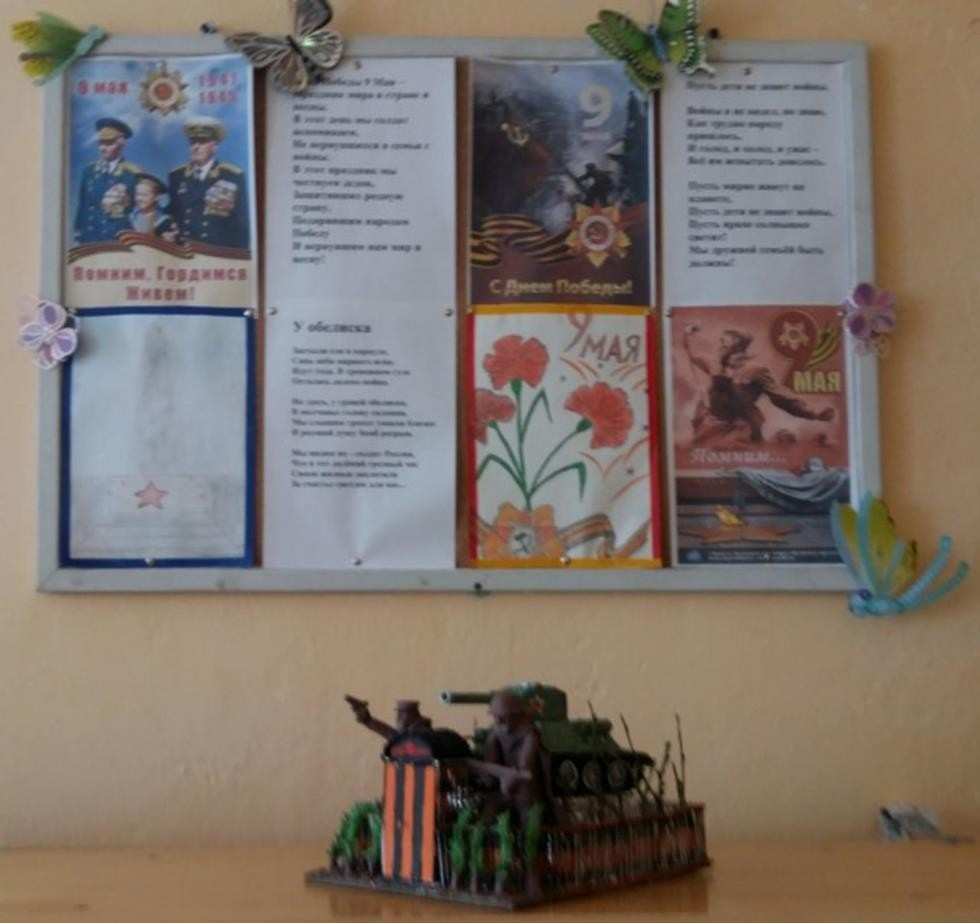 9 мая
1941
1945
Помним. Гордимся
Живем!
Победы 9 Мая –
Праздник мира в стране и
весны.
В этот день мы солдат
вспоминаем,
Не вернувшихся в семьи с
войны.
В этот праздник мы
чествуем дедов,
Защитивших родную
страну,
Подарившим народам
Победу
И вернувшим нам мир и
весну!
9
С Днем Победы!
Пусть дети не знают войны.
Войны я не видел, но знаю,
Как трудно народу
пришлось,
И голод, и холод, и ужас –
Всё им испытать довелось.
Пусть мирно живут на
планете,
Пусть дети не знают войны,
Пусть яркое солнышко
светит!
Мы дружной семьёй быть
должны!
У обелиска
Застыли ели в карауле,
Синь неба мирного ясна.
Идут года. В тревожном гуле
Осталась далеко война.
Но здесь, у граней обелиска,
В молчанье голову склонив,
Мы слышим грохот танков близко
И рвущий душу бомб разрыв.
Мы видим их - солдат России,
Что в тот далёкий грозный час
Своею жизнью заплатили
За счастье светлое для нас...
9
МАЯ
9
МАЯ
Помним...